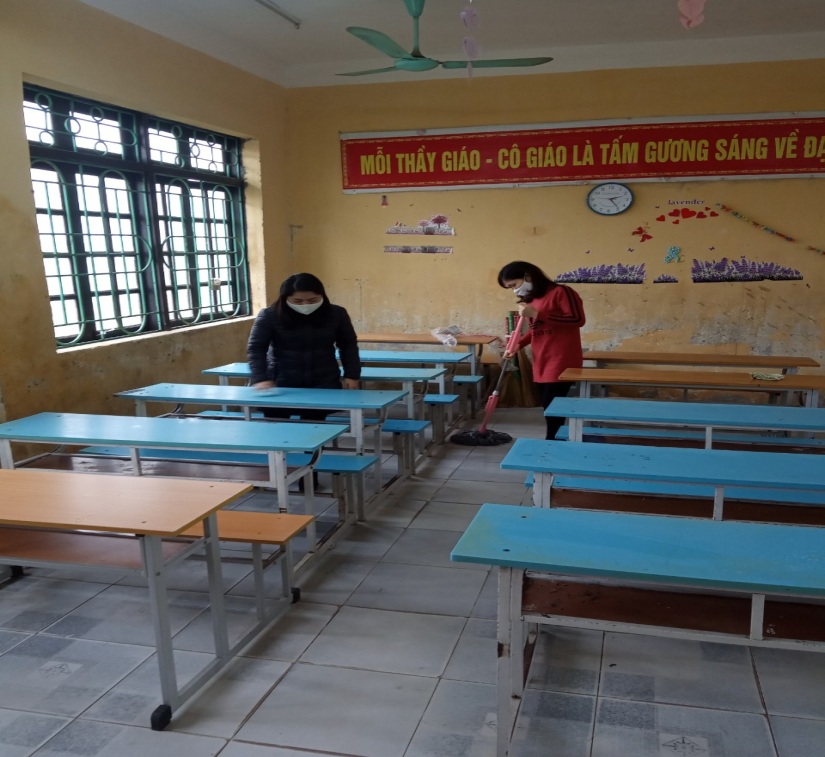 MỖI THẦY GIÁO - CÔ GIÁO LÀ TẤM GƯƠNG SÁNG VỀ ĐẠ
lavender